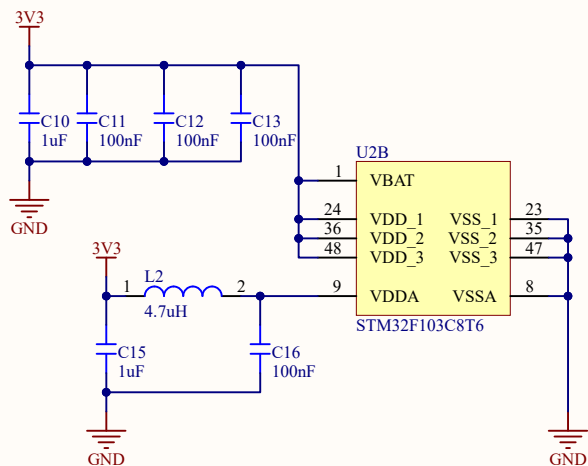 3V3
C10
1uF
C11
100nF
C12
100nF
C13
100nF
GND
U2B
1 VBAT
24 VDD_1 VSS_1 23
36 VDD_2 VSS_2 35
48 VDD_3 VSS_3 47
9 VDDA VSSA 8
STM32F103C8T6
3V3
1 L2 2
4.7uH
C15
1uF
C16
100nF
GND
GND